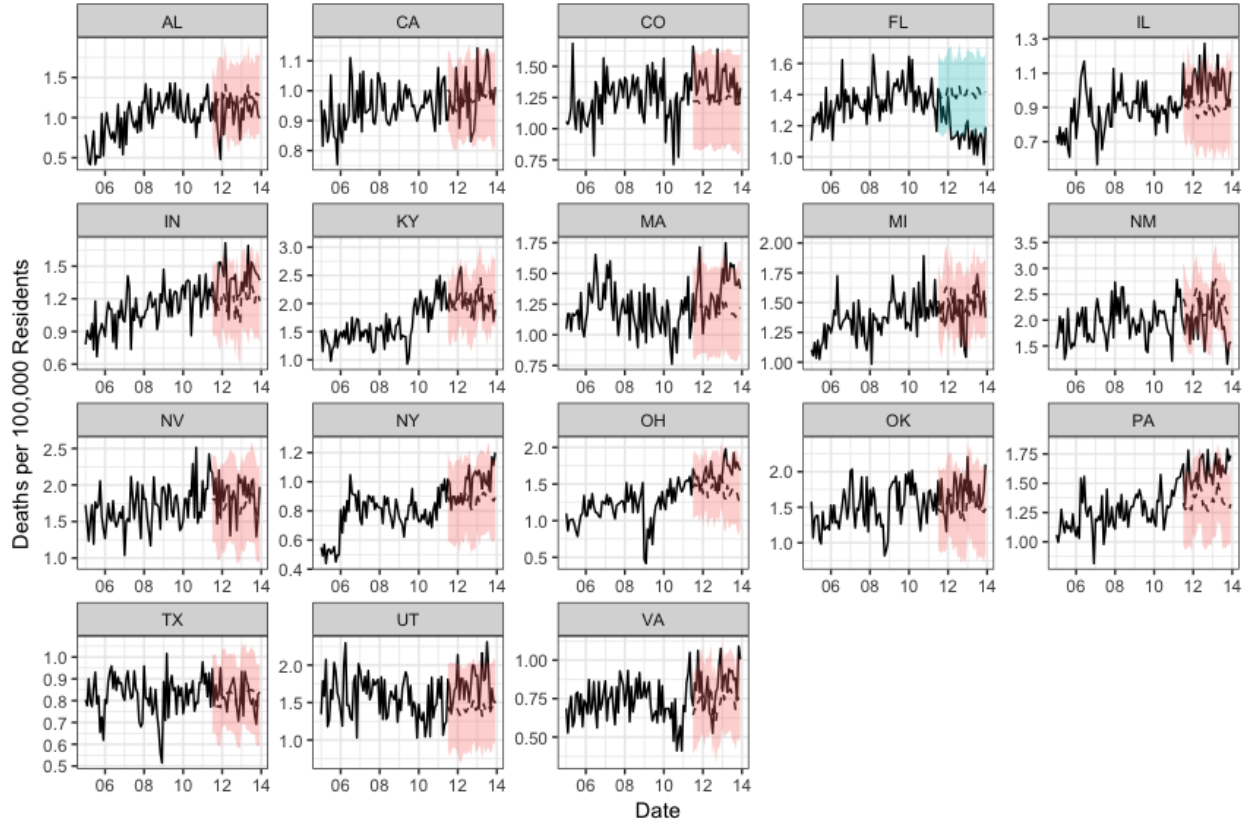 AL CA CO FL IL
1.5 1.0 0.5
1.1 1.0 0.9 0.8
1.50 1.25 1.00 0.75
1.6 1.4 1.2 1.0
1.3 1.1 0.9 0.7
06 08 10 12 14 06 08 10 12 14 06 08 10 12 14 06 08 10 12 14 06 08 10 12 14
IN KY MA MI NM
1.5 1.2 0.9 0.6
3.0 2.5 2.0 1.5 1.0
1.75 1.50 1.25 1.00 0.75
2.00 1.75 1.50 1.25 1.00
3.5 3.0 2.5 2.0 1.5
06 08 10 12 14 06 08 10 12 14 06 08 10 12 14 06 08 10 12 14 06 08 10 12 14
Deaths per 100,000 Residents
NV NY OH OK PA
2.5 2.0 1.5 1.0
1.2 1.0 0.8 0.6 0.4
2.0 1.5 1.0 0.5
2.0 1.5 1.0
1.75 1.50 1.25 1.00
06 08 10 12 14 06 08 10 12 14 06 08 10 12 14 06 08 10 12 14 06 08 10 12 14
TX UT VA
1.0 0.9 0.8 0.7 0.6 0.5
2.0 1.5 1.0
1.00 0.75 0.50
06 08 10 12 14 06 08 10 12 14 06 08 10 12 14
Date